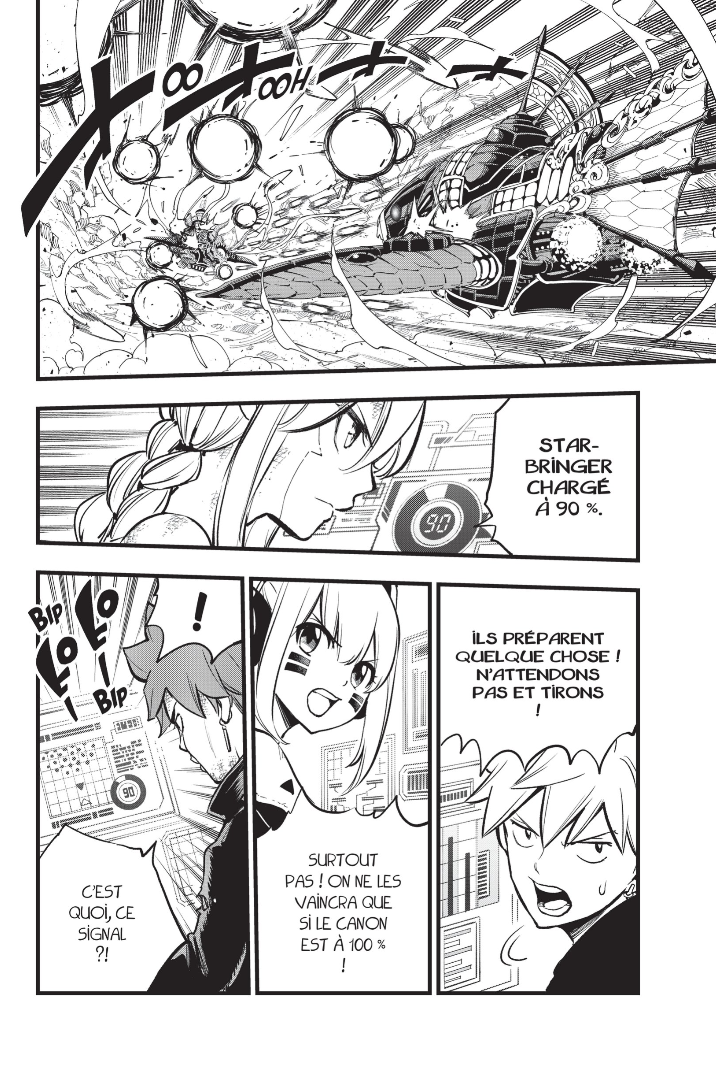 OOOOH
STAR-
BRINGER
CHARGÉ
À 90 %.
90
ILS PRÉPARENT
QUELQUE CHOSE !
N'ATTENDONS
PAS ET TIRONS
!
SURTOUT
PAS ! ON NE LES
VAINCRA QUE
SI LE CANON
EST À 100 %
!
!
BIP
BIP
90
C'EST
QUOI, CE
SIGNAL
?!